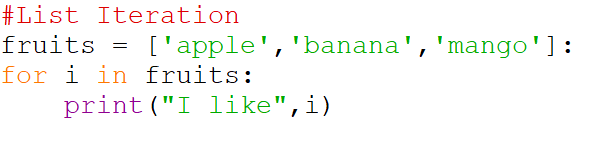 #List Iteration
fruits = ['apple','banana','mango']:
for i in fruits:
    print("I like",i)